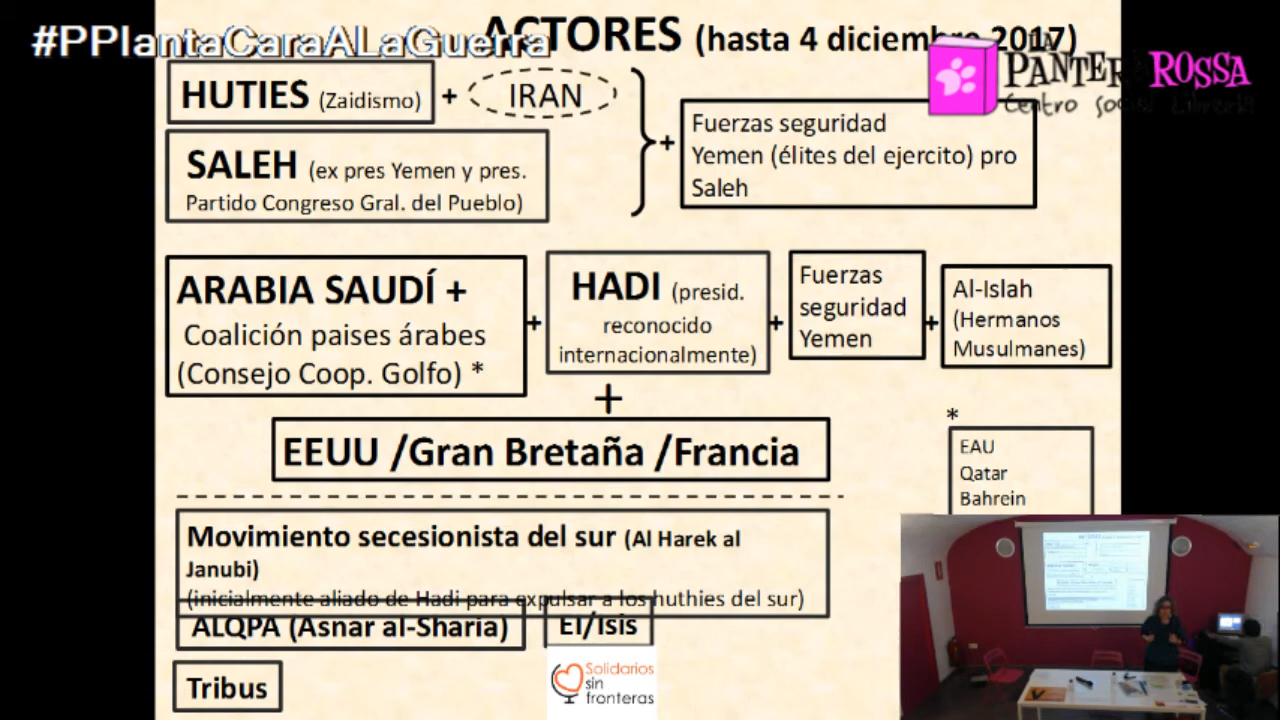 #PPlantaCaraALaGuerra
ACTORES (hasta 4 diciembre 2017)
LA
PANTERA ROSSA
Centro Social Librería
HUTIES (Zaidismo) + IRAN
SALEH (ex pres Yemen y pres.
Partido Congreso Gral. del Pueblo)
+
Fuerzas seguridad
Yemen (élites del ejercito) pro
Saleh
ARABIA SAUDÍ +
Coalición paises árabes
(Consejo Coop. Golfo) *
+
HADI (presid.
reconocido
internacionalmente)
+
Fuerzas
seguridad
Yemen
+
Al-Islah
(Hermanos
Musulmanes)
+
EEUU /Gran Bretaña /Francia
*
EAU
Qatar
Bahrein
Movimiento secesionista del sur (Al Harek al
Janubi)
(inicialmente aliado de Hadi para expulsar a los huthies del sur)
ALQPA (Asnar al-Sharia)
EI/Isis
Tribus
Solidarios
sin
fronteras